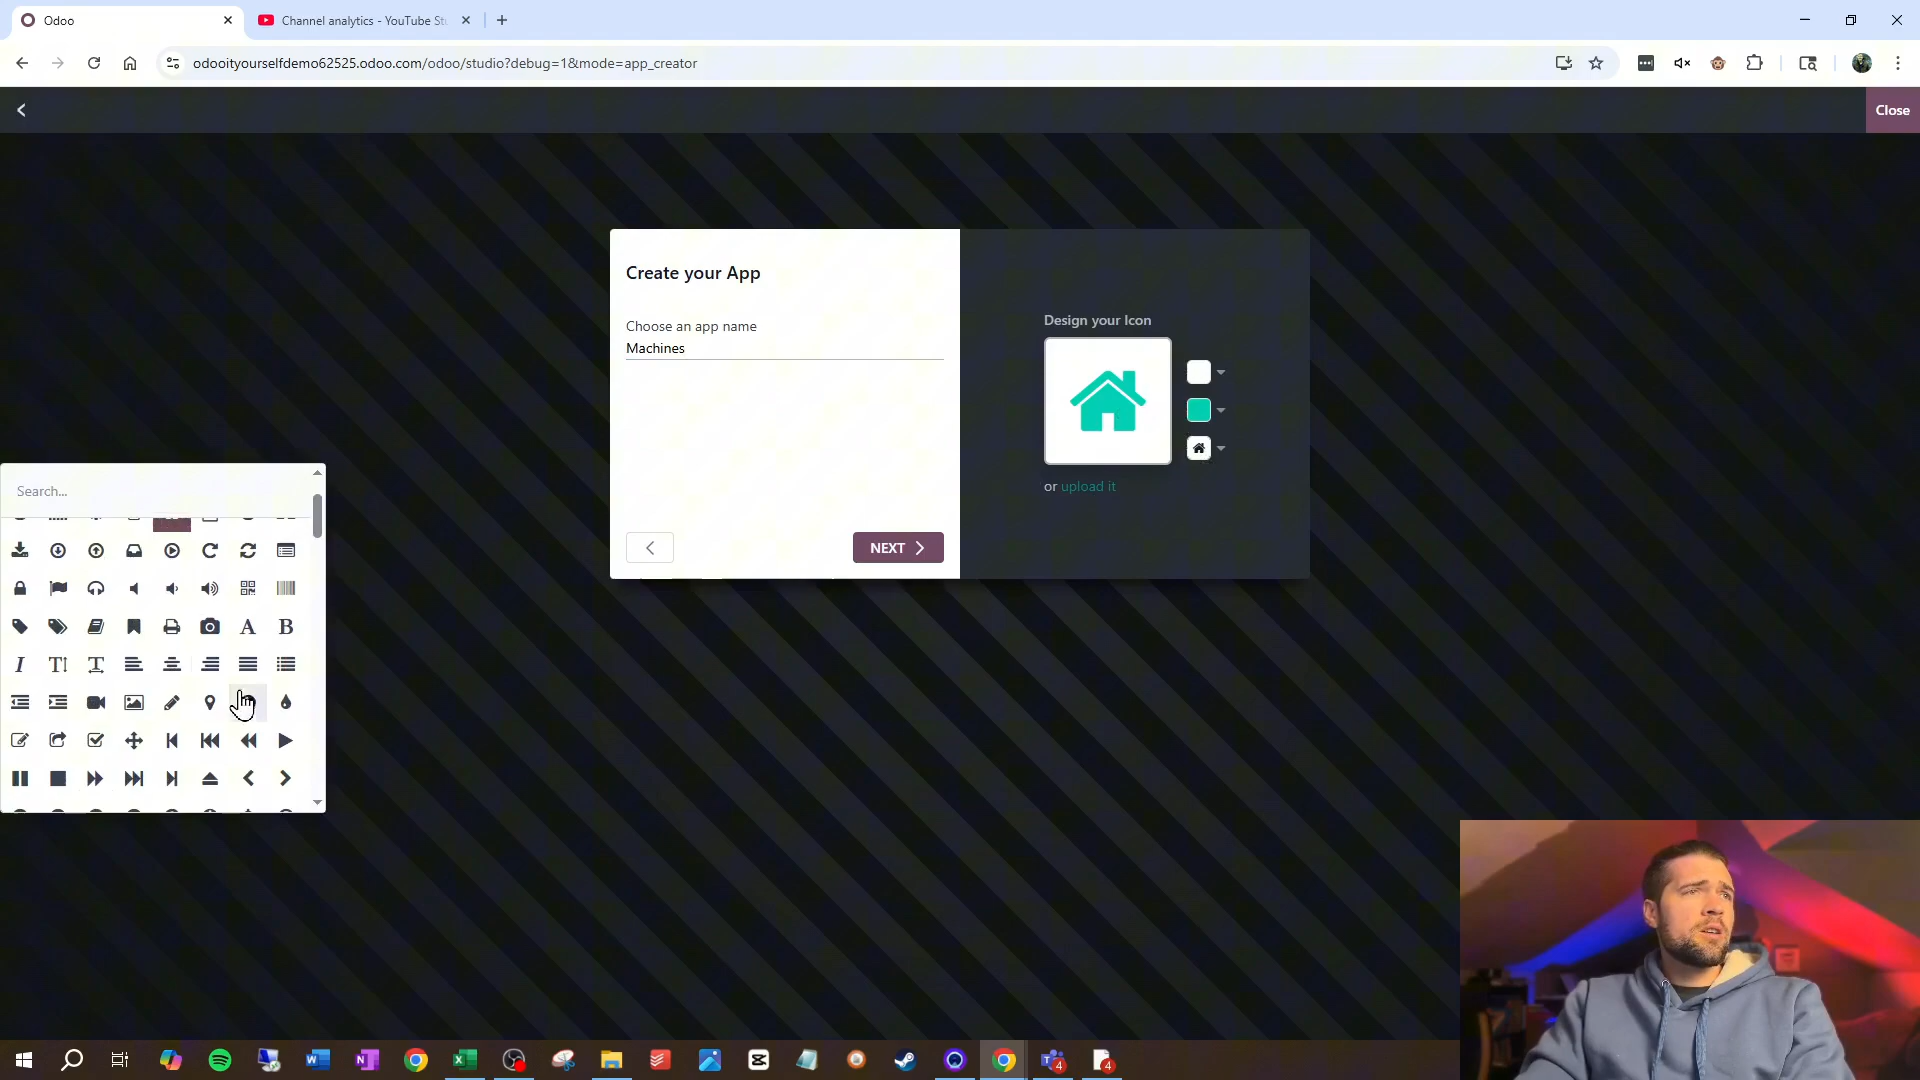 Odoo
Channel analytics - YouTube St
odooityourselfdemo62525.odoo.com/odoo/studio?debug=1&mode=app_creator
Close
Create your App
Choose an app name
Machines
NEXT
Design your Icon
or upload it
Search...